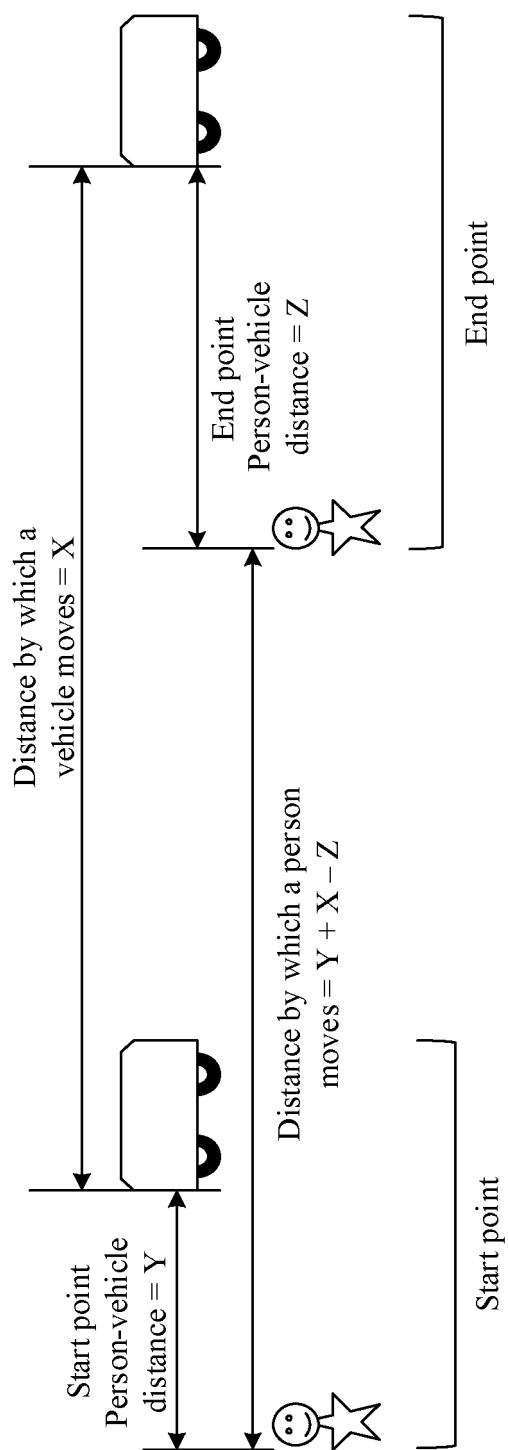 Distance by which a
vehicle moves = X
Start point
Person-vehicle
distance = Y
End point
Person-vehicle
distance = Z
Distance by which a person
moves = Y + X – Z
Start point
End point